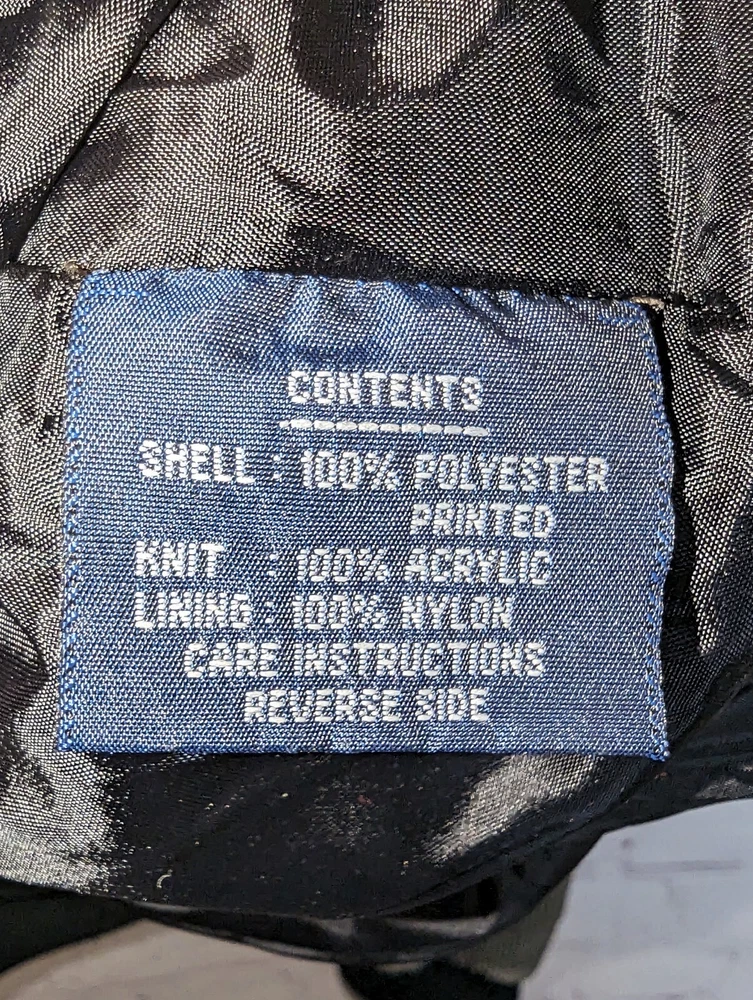 CONTENTS
SHELL : 100% POLYESTER
PRINTED
KNIT : 100% ACRYLIC
LINING : 100% NYLON
CARE INSTRUCTIONS
REVERSE SIDE